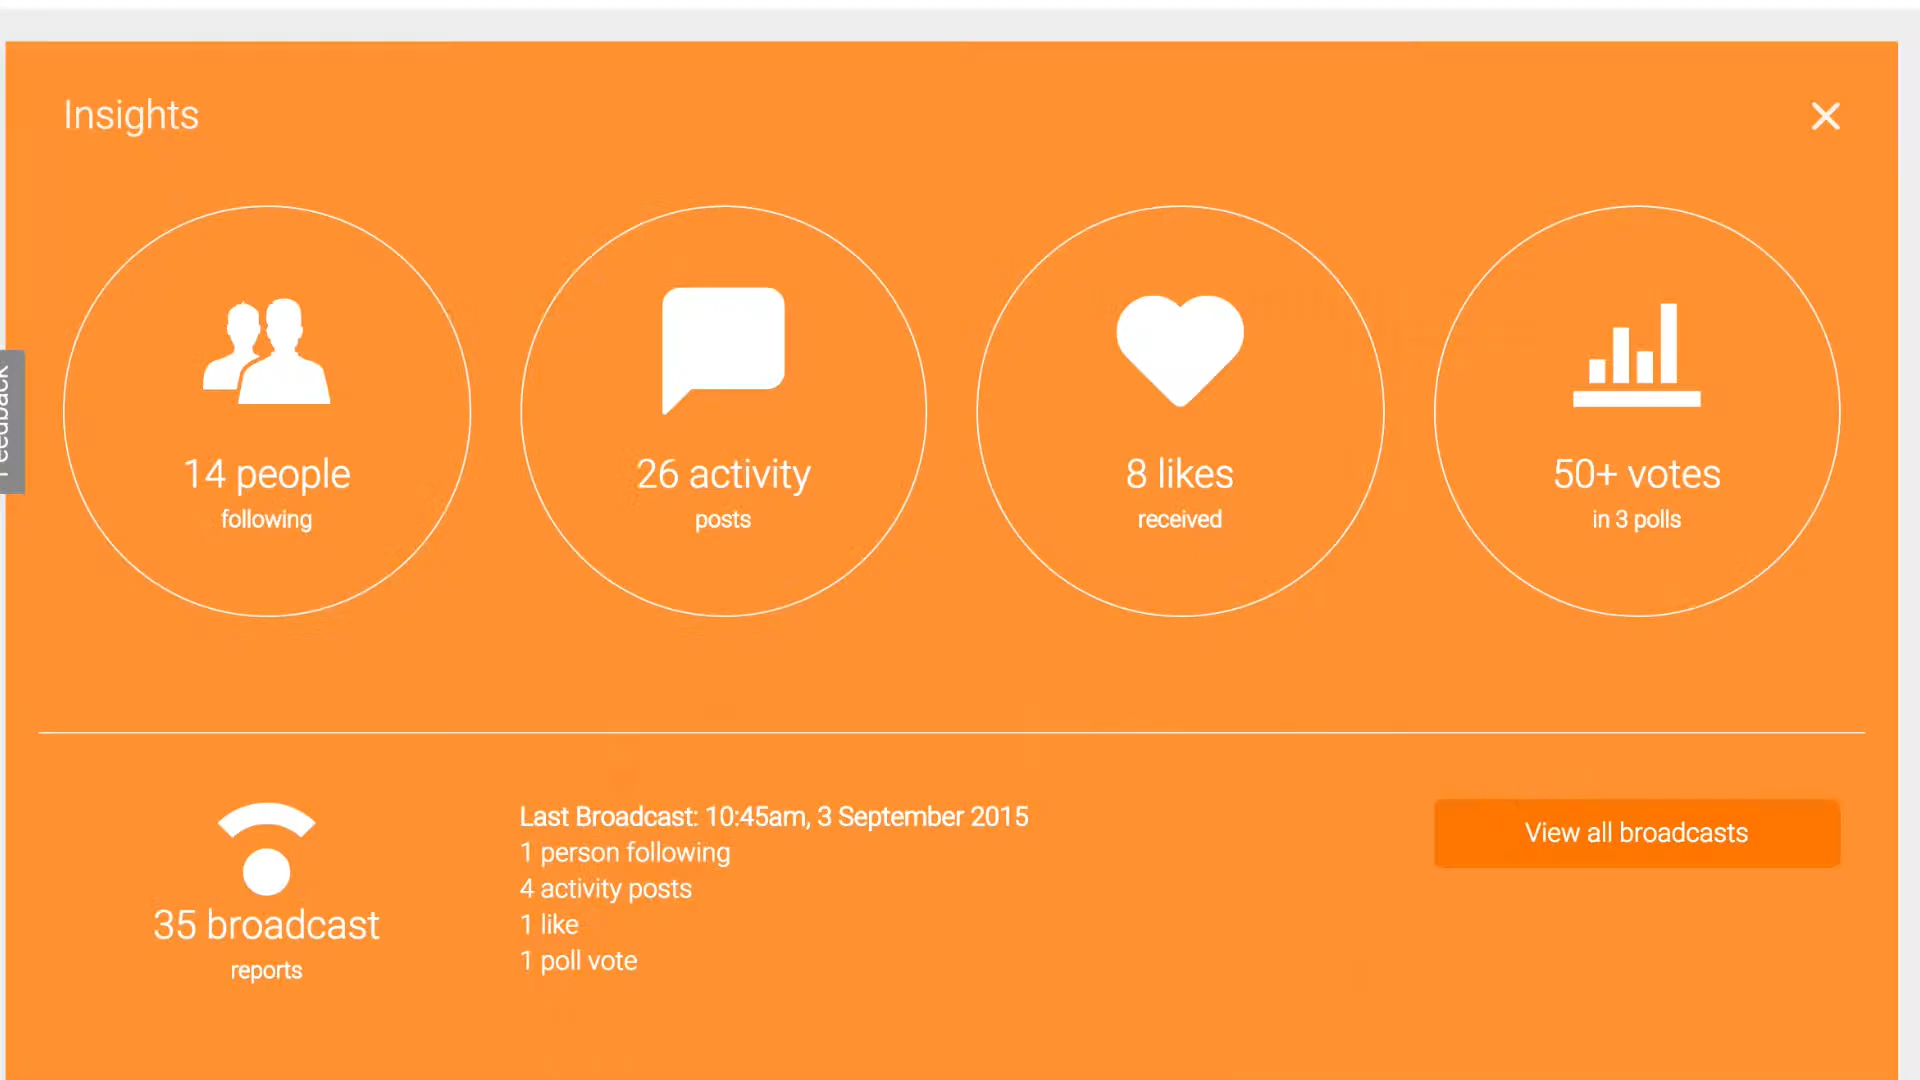 Insights
Feedback
14 people
following
26 activity
posts
8 likes
received
50+ votes
in 3 polls
35 broadcast
reports
Last Broadcast: 10:45am, 3 September 2015
1 person following
4 activity posts
1 like
1 poll vote
View all broadcasts